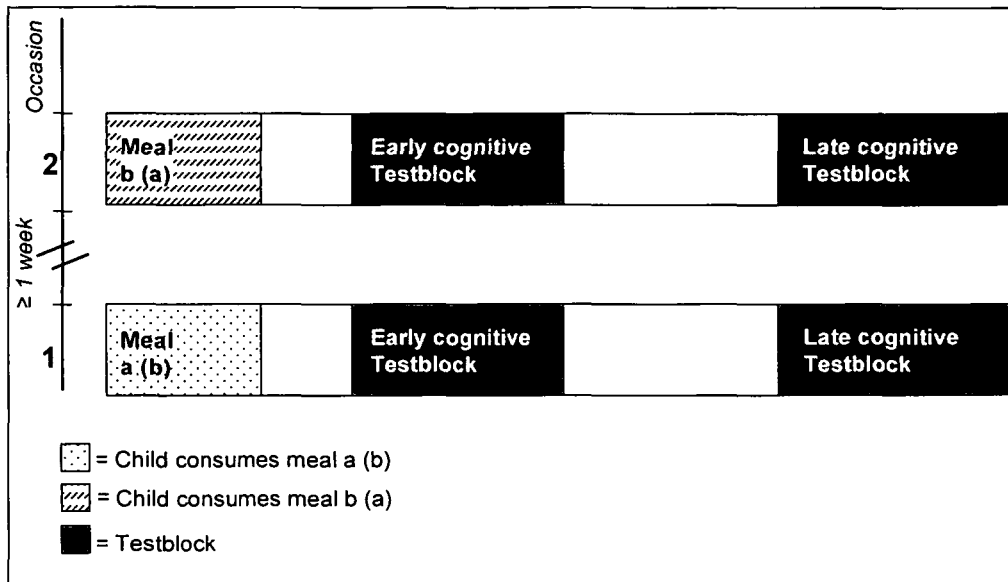 Occasion
2
Meal
b (a)
Early cognitive
Testblock
Late cognitive
Testblock
≥ 1 week
1
Meal
a (b)
Early cognitive
Testblock
Late cognitive
Testblock
= Child consumes meal a (b)
= Child consumes meal b (a)
= Testblock